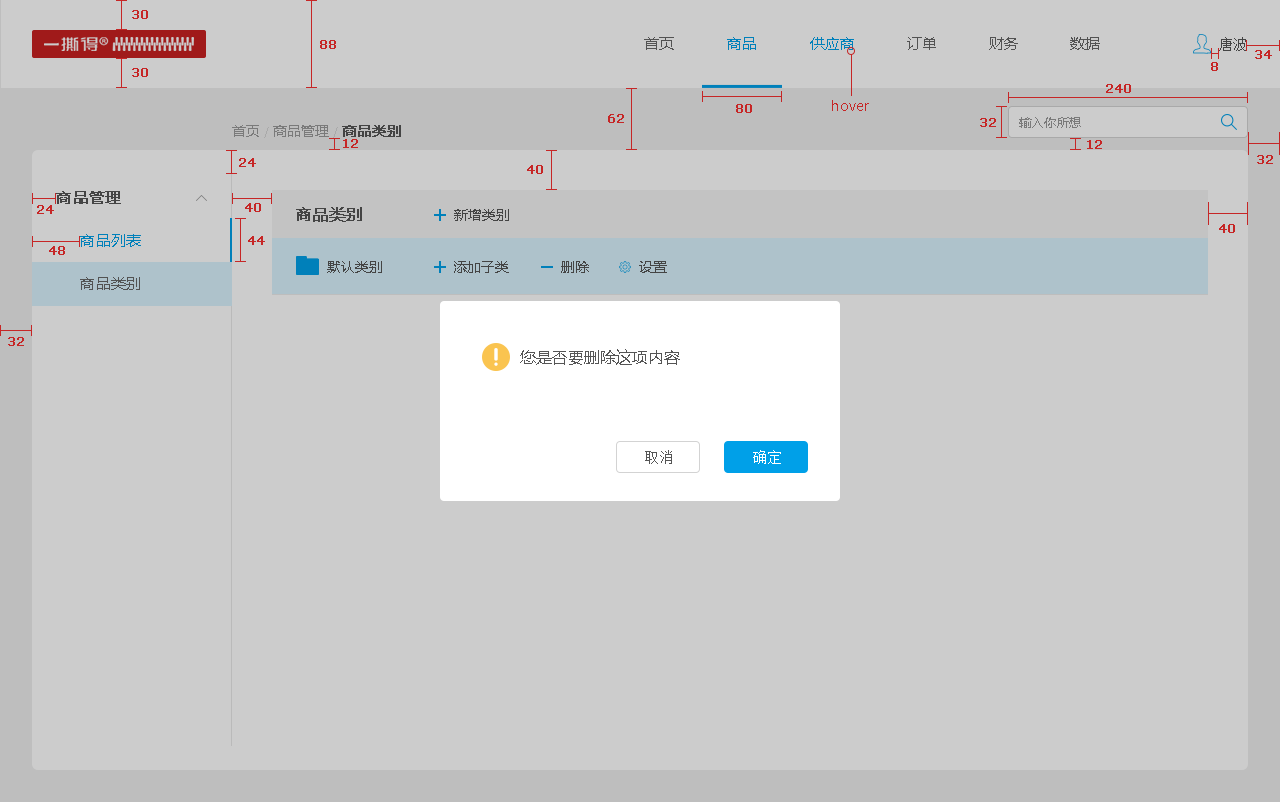 30
88
30
一撕得®
首页 商品 供应商 订单 财务 数据 唐波
8
34
80
hover
240
62
32
输入你所想
首页 / 商品管理 / 商品类别
12
12
32
24
40
商品管理
24
40
商品类别 新增类别
40
商品列表
48
44
默认类别 添加子类 删除 设置
商品类别
32
您是否要删除这项内容
取消 确定